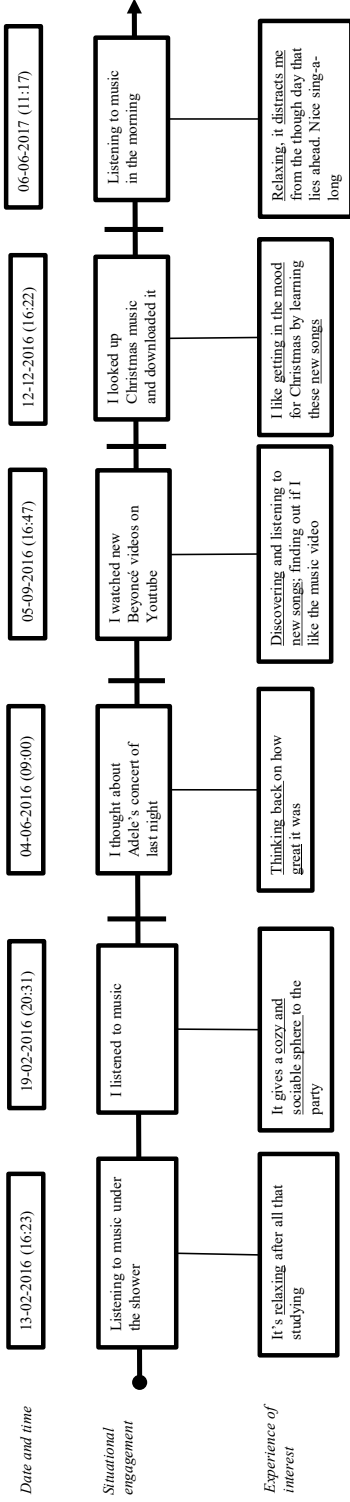 Date and time
13-02-2016 (16:23)
19-02-2016 (20:31)
04-06-2016 (09:00)
05-09-2016 (16:47)
12-12-2016 (16:22)
06-06-2017 (11:17)
Situational
engagement
Listening to music under
the shower
I listened to music
I thought about
Adele's concert of
last night
I watched new
Beyoncé videos on
Youtube
I looked up
Christmas music
and downloaded it
Listening to music
in the morning
Experience of
interest
It's relaxing after all that
studying
It gives a cozy and
sociable sphere to the
party
Thinking back on how
great it was
Discovering and listening to
new songs; finding out if I
like the music video
I like getting in the mood
for Christmas by learning
these new songs
Relaxing, it distracts me
from the though day that
lies ahead. Nice sing-a-
long